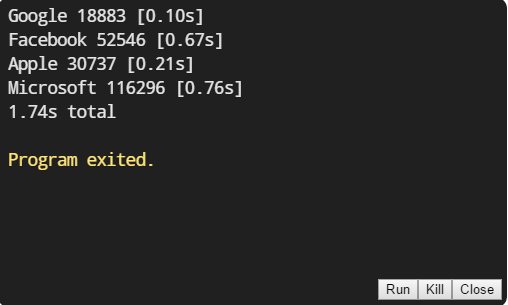 Google 18883 [0.10s]
Facebook 52546 [0.67s]
Apple 30737 [0.21s]
Microsoft 116296 [0.76s]
1.74s total
Program exited.
Run Kill Close